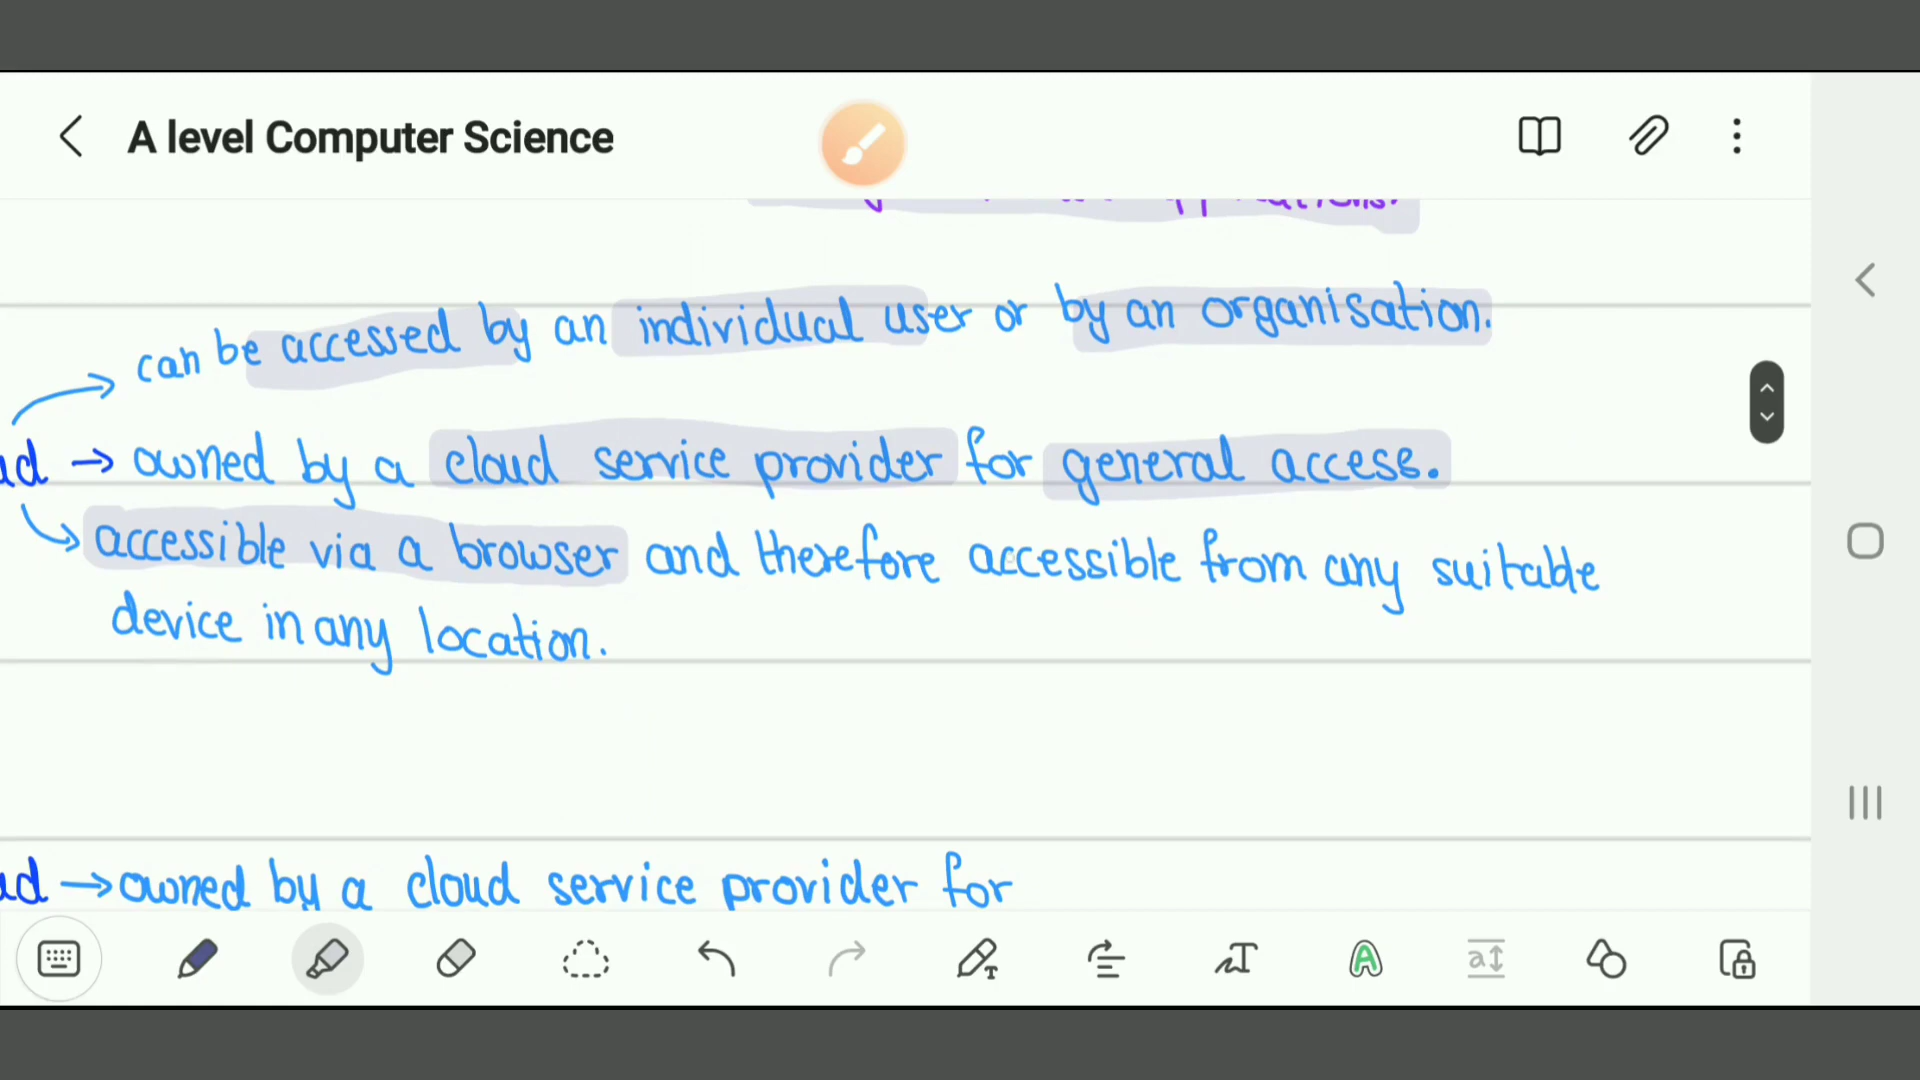 A level Computer Science
can be accessed by an individual user or by an organisation.
→ owned by a cloud service provider for general access.
accessible via a browser and therefore accessible from any suitable
device in any location.
→ owned by a cloud service provider for